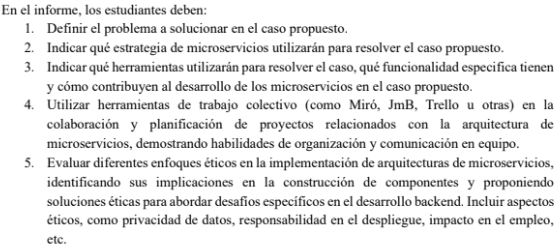 En el informe, los estudiantes deben:
1. Definir el problema a solucionar en el caso propuesto.
2. Indicar qué estrategia de microservicios utilizarán para resolver el caso propuesto.
3. Indicar qué herramientas utilizarán para resolver el caso, qué funcionalidad especifica tienen
y cómo contribuyen al desarrollo de los microservicios en el caso propuesto.
4. Utilizar herramientas de trabajo colectivo (como Miró, JmB, Trello u otras) en la
colaboración y planificación de proyectos relacionados con la arquitectura de
microservicios, demostrando habilidades de organización y comunicación en equipo.
5. Evaluar diferentes enfoques éticos en la implementación de arquitecturas de microservicios,
identificando sus implicaciones en la construcción de componentes y proponiendo
soluciones éticas para abordar desafíos específicos en el desarrollo backend. Incluir aspectos
éticos, como privacidad de datos, responsabilidad en el despliegue, impacto en el empleo,
etc.